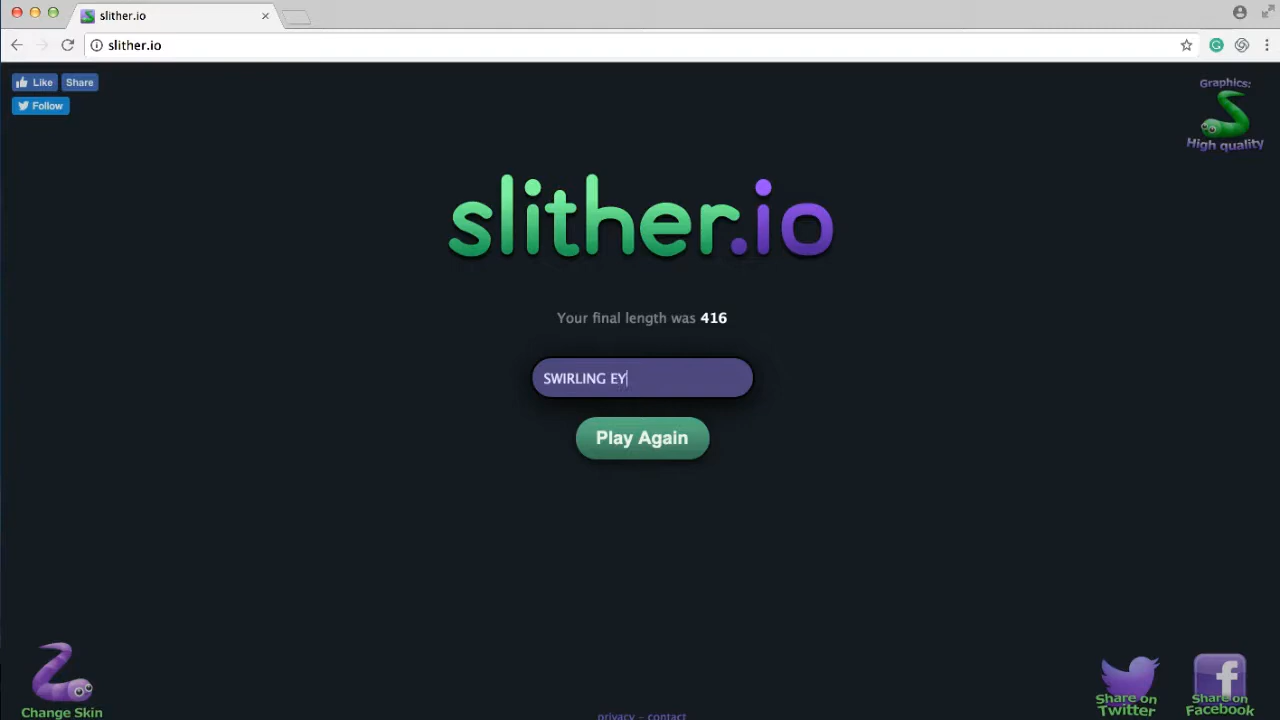 slither.io
slither.io
Like Share
Follow
Graphics:
High quality
slither.io
Your final length was 416
SWIRLING EY
Play Again
Change Skin
privacy - contact
Share on
Twitter
Share on
Facebook